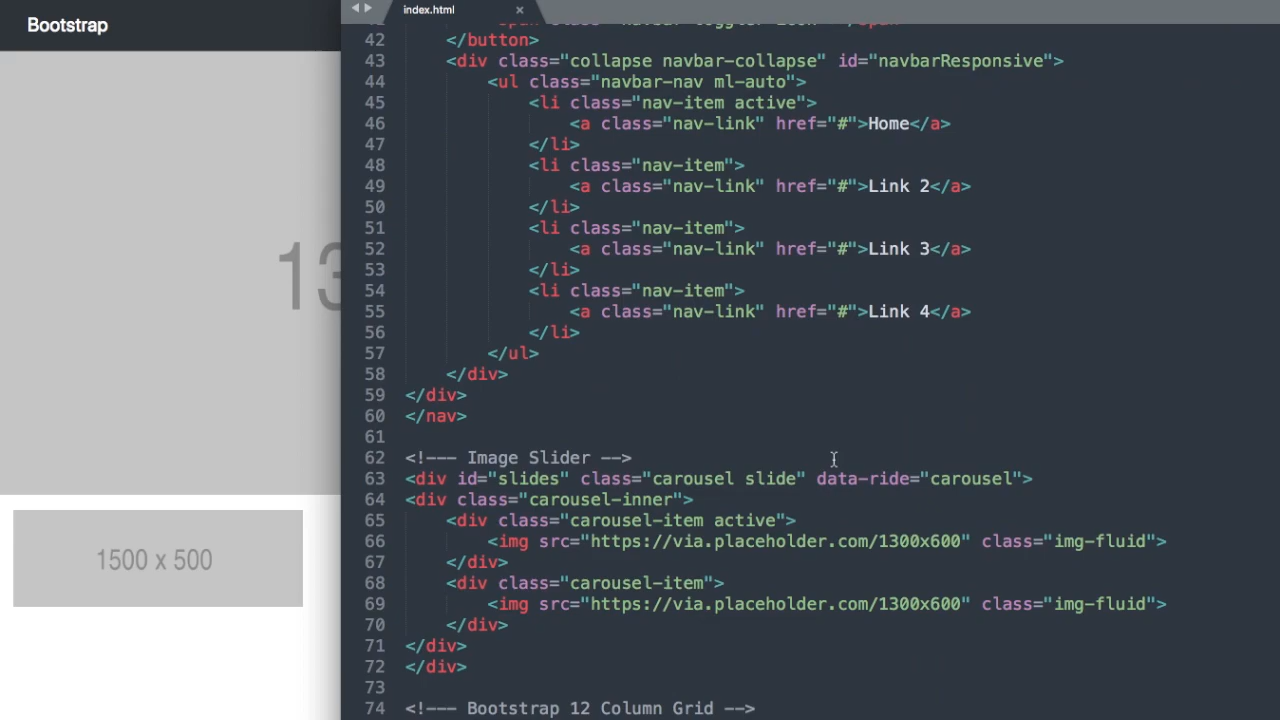 Bootstrap
13
1500 x 500
index.html
42 </button>
43 <div class="collapse navbar-collapse" id="navbarResponsive">
44 <ul class="navbar-nav ml-auto">
45 <li class="nav-item active">
46 <a class="nav-link" href="#">Home</a>
47 </li>
48 <li class="nav-item">
49 <a class="nav-link" href="#">Link 2</a>
50 </li>
51 <li class="nav-item">
52 <a class="nav-link" href="#">Link 3</a>
53 </li>
54 <li class="nav-item">
55 <a class="nav-link" href="#">Link 4</a>
56 </li>
57 </ul>
58 </div>
59 </div>
60 </nav>
61
62 <!--- Image Slider -->
63 <div id="slides" class="carousel slide" data-ride="carousel">
64 <div class="carousel-inner">
65 <div class="carousel-item active">
66 <img src="https://via.placeholder.com/1300x600" class="img-fluid">
67 </div>
68 <div class="carousel-item">
69 <img src="https://via.placeholder.com/1300x600" class="img-fluid">
70 </div>
71 </div>
72 </div>
73
74 <!--- Bootstrap 12 Column Grid -->